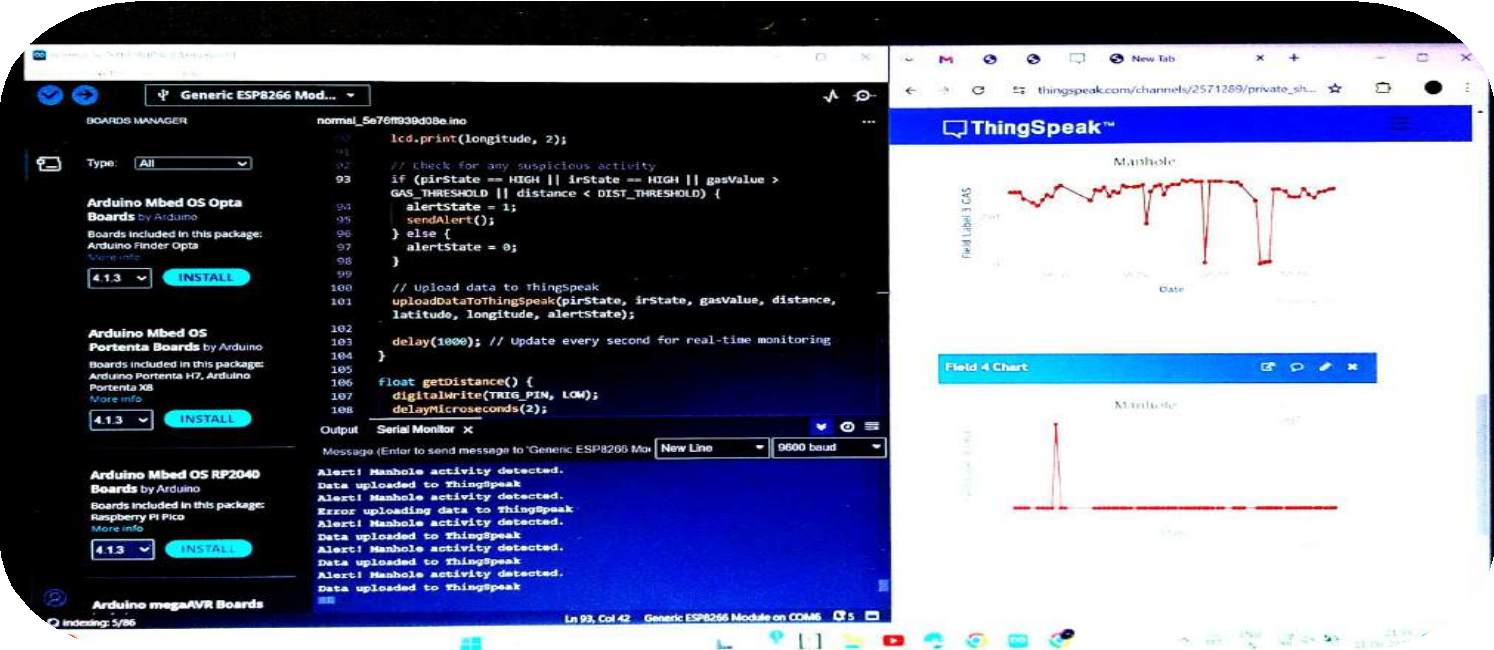 Generic ESP8266 Mod...
BOARDS MANAGER
Type: All
Arduino Mbed OS Opta
Boards by Arduino
Boards included in this package:
Arduino Finder Opta
More info
4.1.3 INSTALL
Arduino Mbed OS
Portenta Boards by Arduino
Boards included in this package:
Arduino Portenta H7, Arduino
Portenta X8
More info
4.1.3 INSTALL
Arduino Mbed OS RP2040
Boards by Arduino
Boards included in this package:
Raspberry Pi Pico
More info
4.1.3 INSTALL
Arduino megaAVR Boards
indexing: 5/86
normal_5e76ff939d08e.ino
lcd.print(longitude, 2);
91
92 // Check for any suspicious activity
93 if (pirState == HIGH || irState == HIGH || gasValue >
GAS_THRESHOLD || distance < DIST_THRESHOLD) {
94 alertState = 1;
95 sendAlert();
96 } else {
97 alertState = 0;
98 }
99
100 // Upload data to ThingSpeak
101 uploadDataToThingSpeak(pirState, irState, gasValue, distance,
latitude, longitude, alertState);
102
103 delay(1000); // Update every second for real-time monitoring
104 }
105
106 float getDistance() {
107 digitalWrite(TRIG_PIN, LOW);
108 delayMicroseconds(2);
Output Serial Monitor x
Message (Enter to send message to 'Generic ESP8266 Mo New Line 9600 baud
Alert! Manhole activity detected.
Data uploaded to ThingSpeak
Alert! Manhole activity detected.
Error uploading data to ThingSpeak
Alert! Manhole activity detected.
Data uploaded to ThingSpeak
Alert! Manhole activity detected.
Data uploaded to ThingSpeak
Alert! Manhole activity detected.
Data uploaded to ThingSpeak
Ln 93, Col 42 Generic ESP8266 Module on COM6 5
New Tab
thingspeak.com/channels/2571289/private_sh...
ThingSpeak™
Manhole
Field Label 3 GAS
Date
Field 4 Chart
Manhole